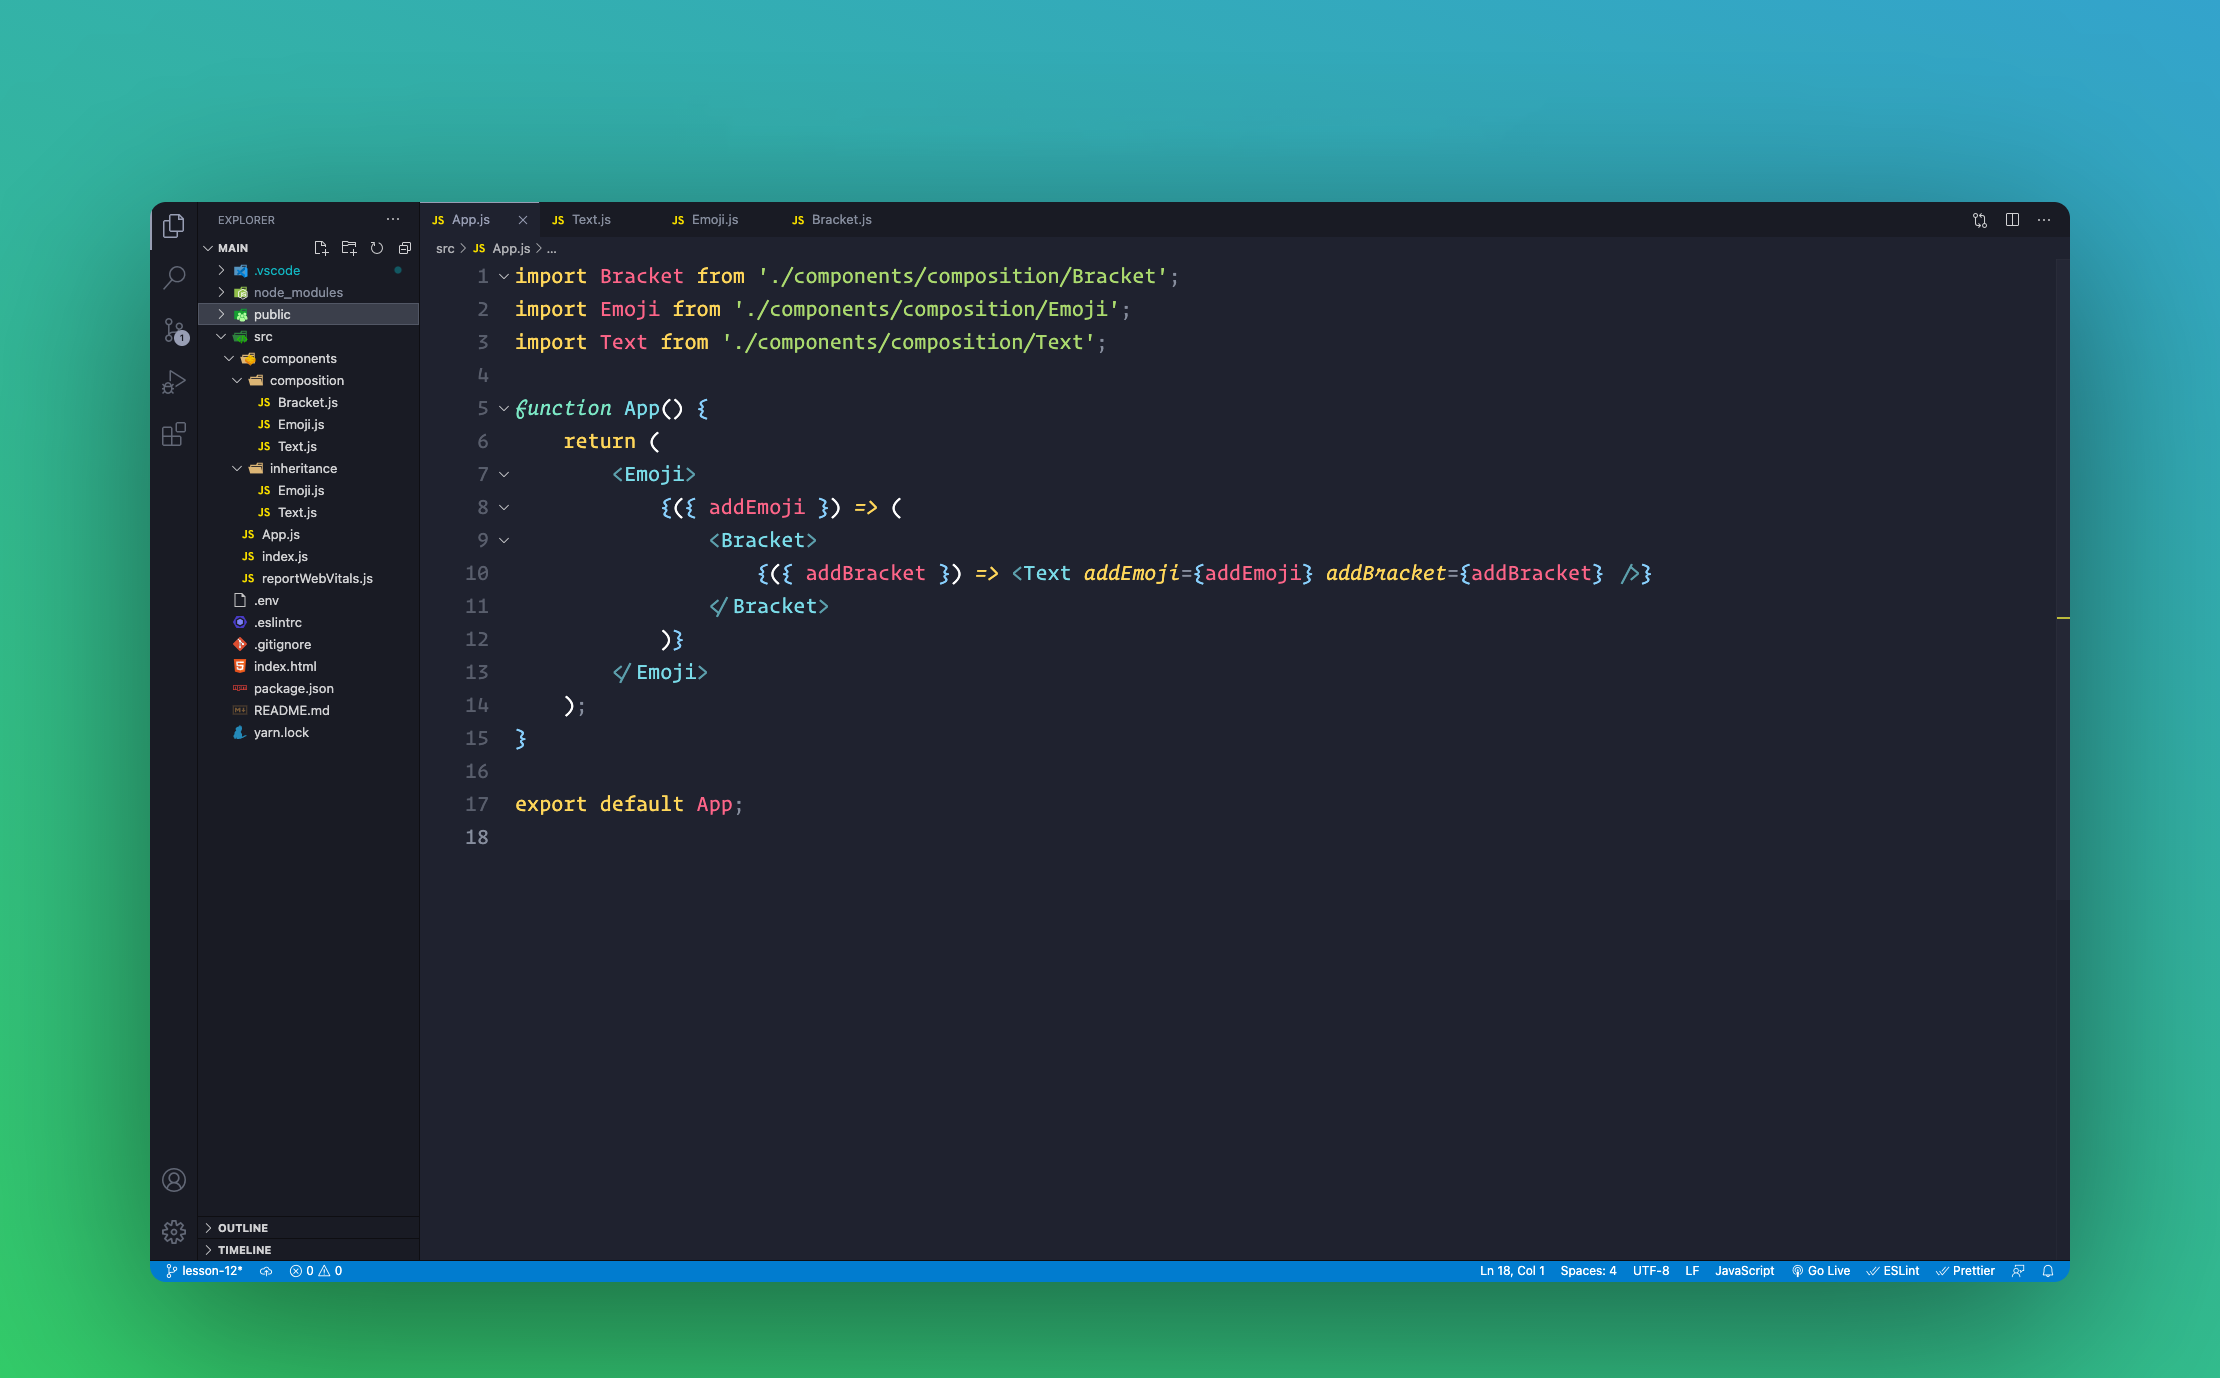 EXPLORER
MAIN
.vscode
node_modules
public
src
components
composition
JS Bracket.js
JS Emoji.js
JS Text.js
inheritance
JS Emoji.js
JS Text.js
JS App.js
JS index.js
JS reportWebVitals.js
.env
.eslintrc
.gitignore
index.html
package.json
README.md
yarn.lock
OUTLINE
TIMELINE
JS App.js JS Text.js JS Emoji.js JS Bracket.js
src > JS App.js > ...
1 import Bracket from './components/composition/Bracket';
2 import Emoji from './components/composition/Emoji';
3 import Text from './components/composition/Text';
4
5 function App() {
6     return (
7         <Emoji>
8             {({ addEmoji }) => (
9                 <Bracket>
10                     {({ addBracket }) => <Text addEmoji={addEmoji} addBracket={addBracket} />}
11                 </Bracket>
12             )}
13         </Emoji>
14     );
15 }
16
17 export default App;
18
1
lesson-12* 0 0 Ln 18, Col 1 Spaces: 4 UTF-8 LF JavaScript Go Live ESLint Prettier